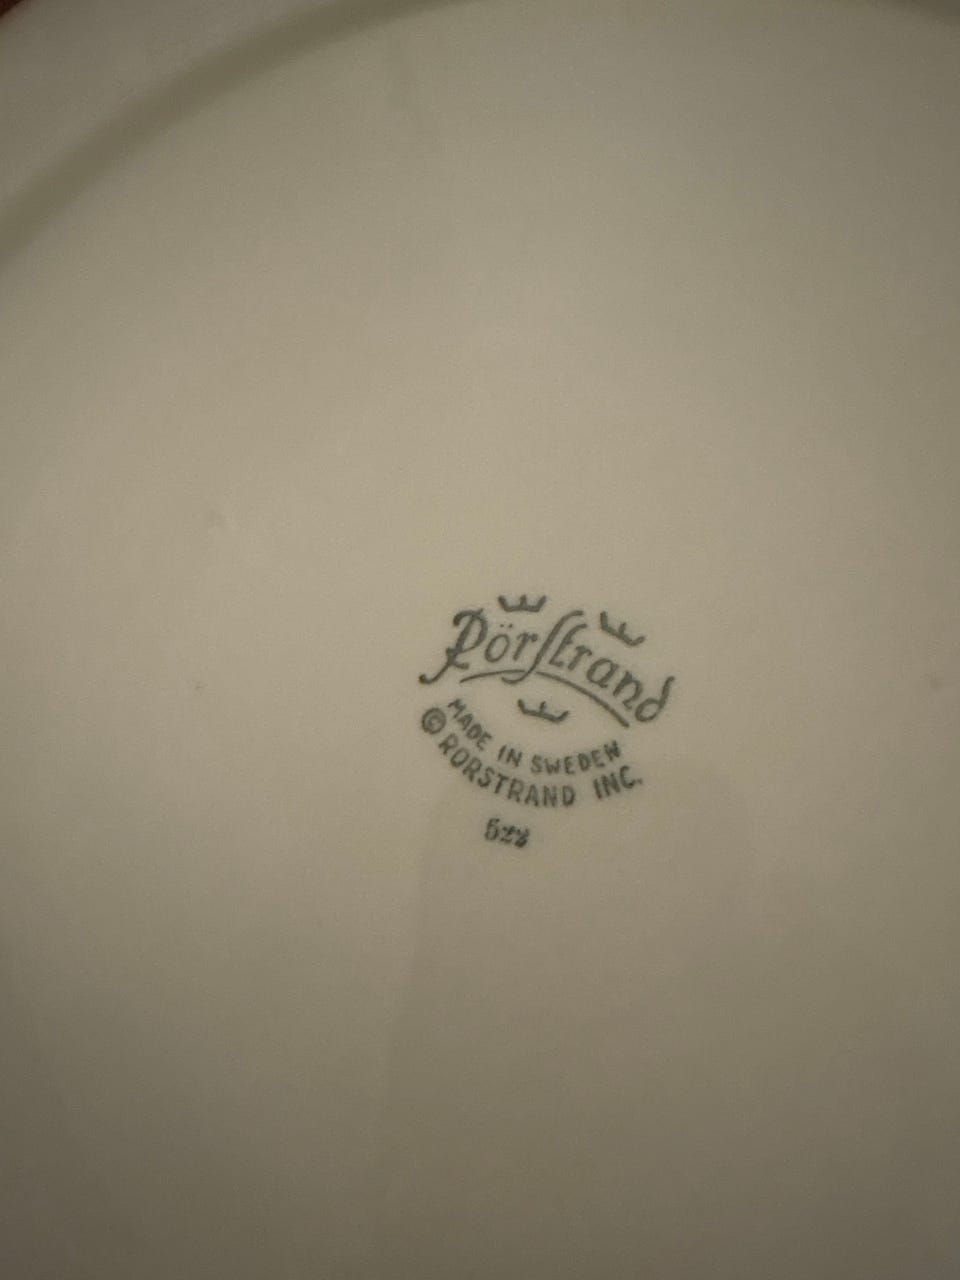 Rörstrand
MADE IN SWEDEN
© RORSTRAND INC.